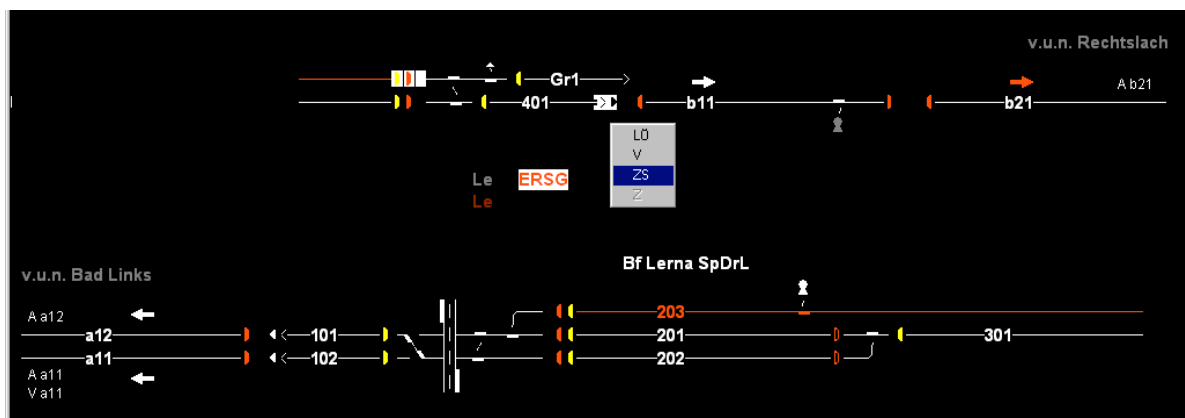 v.u.n. Rechtslach
Gr1
A b21
401
b11
b21
LÖ
V
ZS
Z
Le
ERSG
Le
Bf Lerna SpDrL
v.u.n. Bad Links
A a12
203
a12
101
201
301
a11
102
202
A a11
V a11